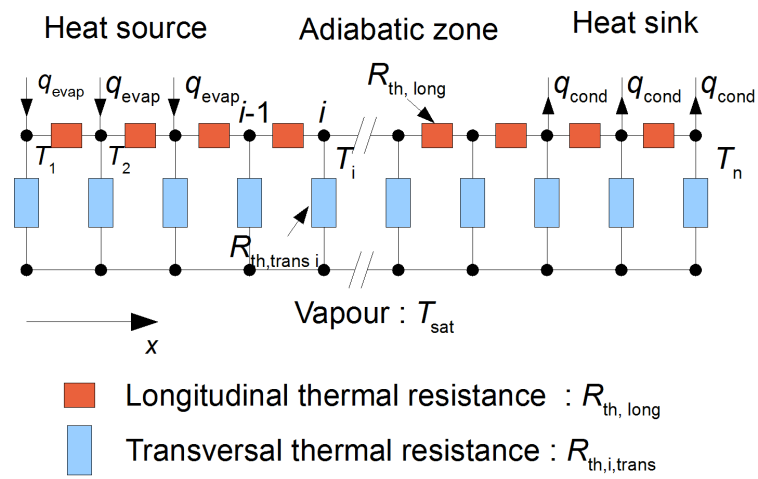 Heat source Adiabatic zone Heat sink
qevap qevap qevap Rth, long qcond qcond qcond
i-1 i
T1 T2 Ti Tn
Rth,trans i
Vapour : Tsat
x
Longitudinal thermal resistance : Rth, long
Transversal thermal resistance : Rth,i,trans